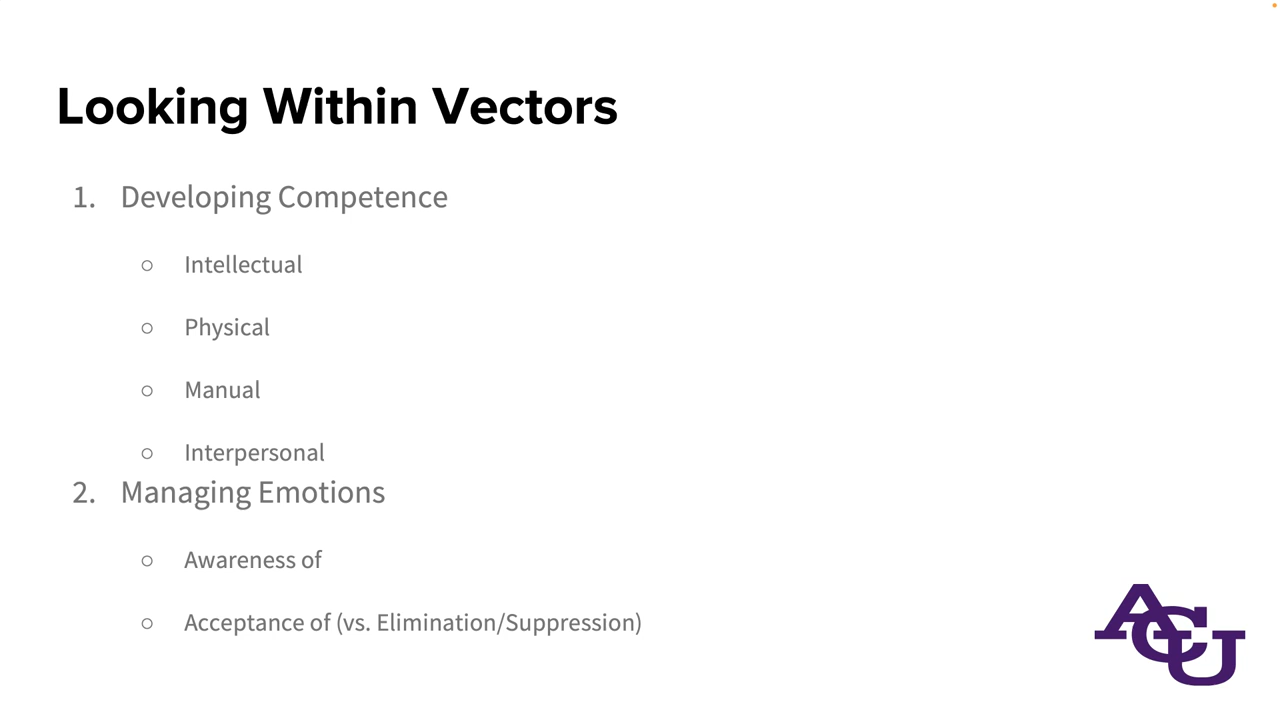 Looking Within Vectors
1. Developing Competence
○ Intellectual
○ Physical
○ Manual
○ Interpersonal
2. Managing Emotions
○ Awareness of
○ Acceptance of (vs. Elimination/Suppression)
ACU